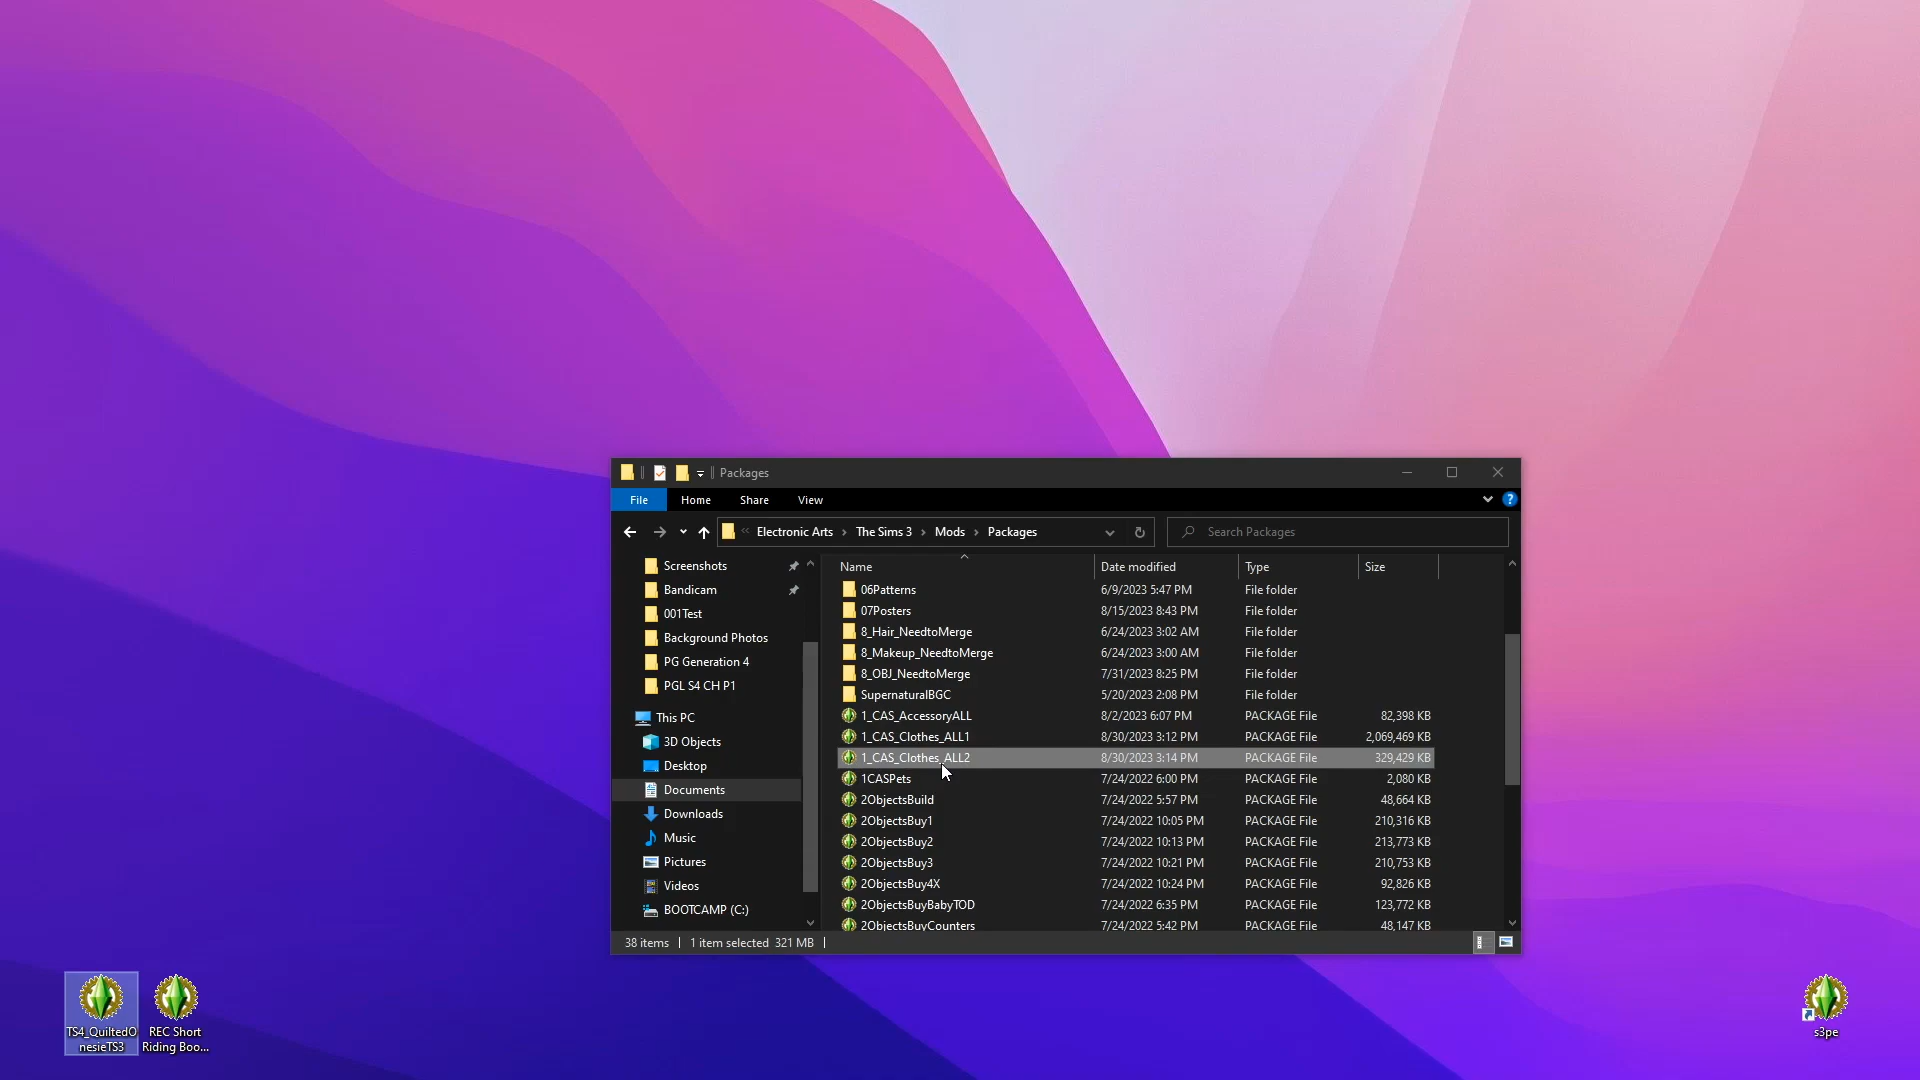 Packages
File Home Share View
Electronic Arts The Sims 3 Mods Packages
Search Packages
Screenshots
Bandicam
001Test
Background Photos
PG Generation 4
PGL S4 CH P1
This PC
3D Objects
Desktop
Documents
Downloads
Music
Pictures
Videos
BOOTCAMP (C:)
Name Date modified Type Size
06Patterns 6/9/2023 5:47 PM File folder
07Posters 8/15/2023 8:43 PM File folder
8_Hair_NeedtoMerge 6/24/2023 3:02 AM File folder
8_Makeup_NeedtoMerge 6/24/2023 3:00 AM File folder
8_OBJ_NeedtoMerge 7/31/2023 8:25 PM File folder
SupernaturalBGC 5/20/2023 2:08 PM File folder
1_CAS_AccessoryALL 8/2/2023 6:07 PM PACKAGE File 82,398 KB
1_CAS_Clothes_ALL1 8/30/2023 3:12 PM PACKAGE File 2,069,469 KB
1_CAS_Clothes_ALL2 8/30/2023 3:14 PM PACKAGE File 329,429 KB
1CASPets 7/24/2022 6:00 PM PACKAGE File 2,080 KB
2ObjectsBuild 7/24/2022 5:57 PM PACKAGE File 48,664 KB
2ObjectsBuy1 7/24/2022 10:05 PM PACKAGE File 210,316 KB
2ObjectsBuy2 7/24/2022 10:13 PM PACKAGE File 213,773 KB
2ObjectsBuy3 7/24/2022 10:21 PM PACKAGE File 210,753 KB
2ObjectsBuy4X 7/24/2022 10:24 PM PACKAGE File 92,826 KB
2ObjectsBuyBabyTOD 7/24/2022 6:35 PM PACKAGE File 123,772 KB
2ObjectsBuyCounters 7/24/2022 5:42 PM PACKAGE File 48,147 KB
38 items 1 item selected 321 MB
TS4_QuiltedO
nesieTS3
REC Short
Riding Boo...
s3pe